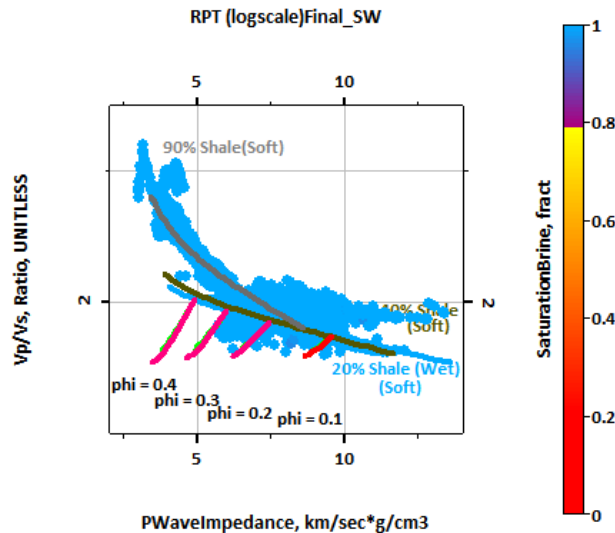 RPT (logscale)Final_SW
5 10
90% Shale(Soft)
2 2
40% Shale
(Soft)
20% Shale (Wet)
(Soft)
phi = 0.4
phi = 0.3
phi = 0.2
phi = 0.1
5 10
PWaveImpedance, km/sec*g/cm3
Vp/Vs, Ratio, UNITLESS
SaturationBrine, fract
1
0.8
0.6
0.4
0.2
0